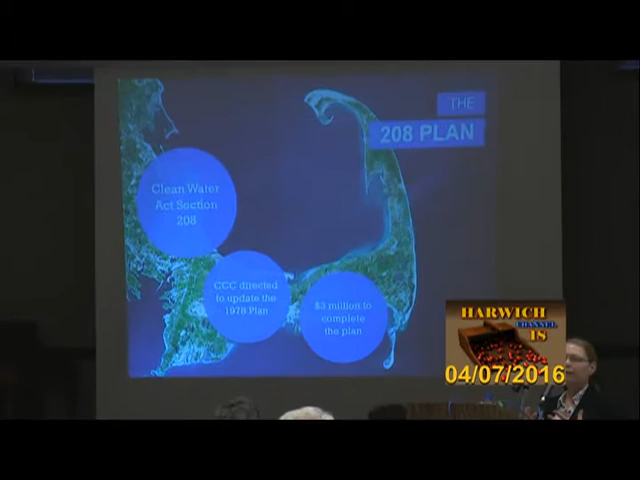 THE
208 PLAN
Clean Water
Act Section
208
CCC directed
to update the
1978 Plan
$3 million to
complete
the plan
HARWICH
CHANNEL
18
04/07/2016